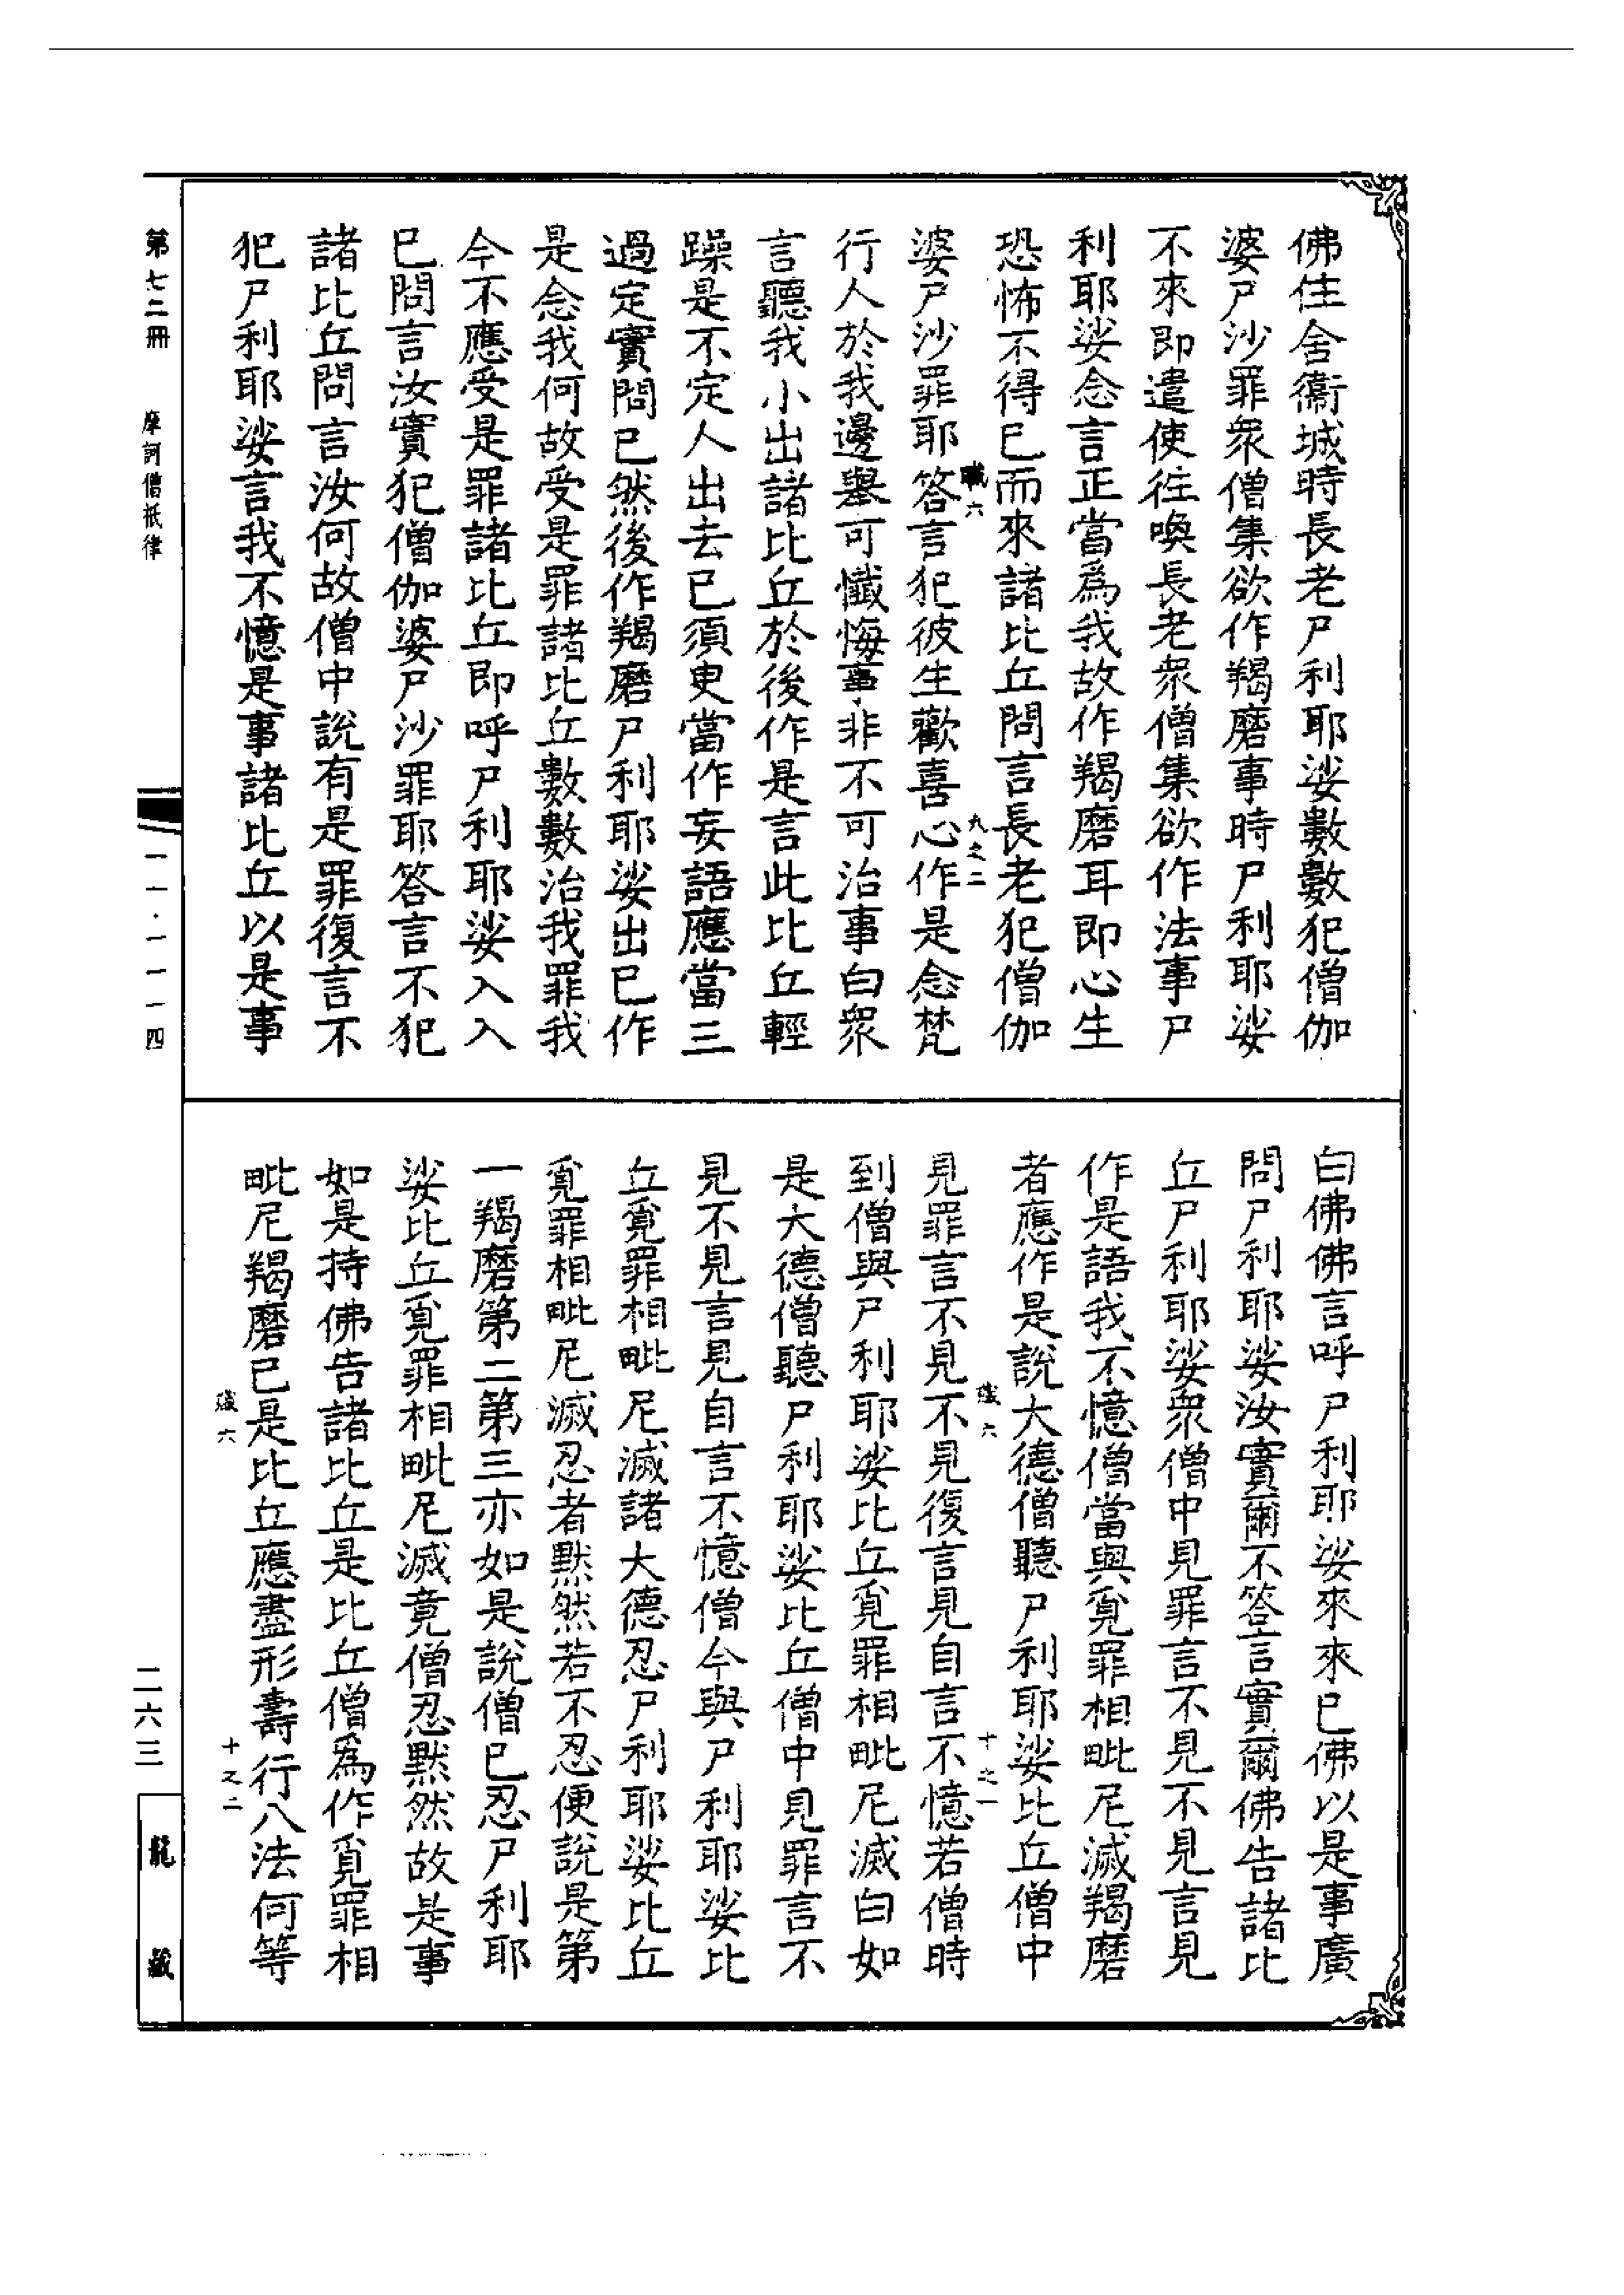 佛住舍衞城時長老尸利耶娑數數犯僧伽
婆尸沙罪衆僧集欲作羯磨事時尸利耶娑
不來即遣使往喚長老衆僧集欲作法事尸
利耶娑念言正當爲我故作羯磨耳即心生
恐怖不得已而來諸比丘問言長老犯僧伽
六
九之二
婆尸沙罪耶答言犯彼生歡喜心作是念梵
行人於我邊舉可懺悔事非不可治事白衆
言聽我小出諸比丘於後作是言此比丘輕
躁是不定人出去已須臾當作妄語應當三
過定實問已然後作羯磨尸利耶娑出已作
是念我何故受是罪諸比丘數數治我罪我
今不應受是罪諸比丘即呼尸利耶娑入入
已問言汝實犯僧伽婆尸沙罪耶答言不犯
諸比丘問言汝何故僧中說有是罪復言不
犯尸利耶娑言我不憶是事諸比丘以是事
白佛佛言呼尸利耶娑來來已佛以是事廣
問尸利耶娑汝實爾不答言實爾佛告諸比
丘尸利耶娑衆僧中見罪言不見不見言見
作是語我不憶僧當與覓罪相毗尼滅羯磨
者應作是說大德僧聽尸利耶娑比丘僧中
六
十之一
見罪言不見不見復言見自言不憶若僧時
到僧與尸利耶娑比丘覓罪相毗尼滅白如
是大德僧聽尸利耶娑比丘僧中見罪言不
見不見言見自言不憶僧今與尸利耶娑比
丘覓罪相毗尼滅諸大德忍尸利耶娑比丘
覓罪相毗尼滅忍者默然若不忍便說是第
一羯磨第二第三亦如是說僧已忍尸利耶
娑比丘覓罪相毗尼滅竟僧忍默然故是事
如是持佛告諸比丘是比丘僧爲作覓罪相
毗尼羯磨已是比丘應盡形壽行八法何等
六
十之二
第七二冊 摩訶僧祇律
一一·一一一四
二六三
龍藏